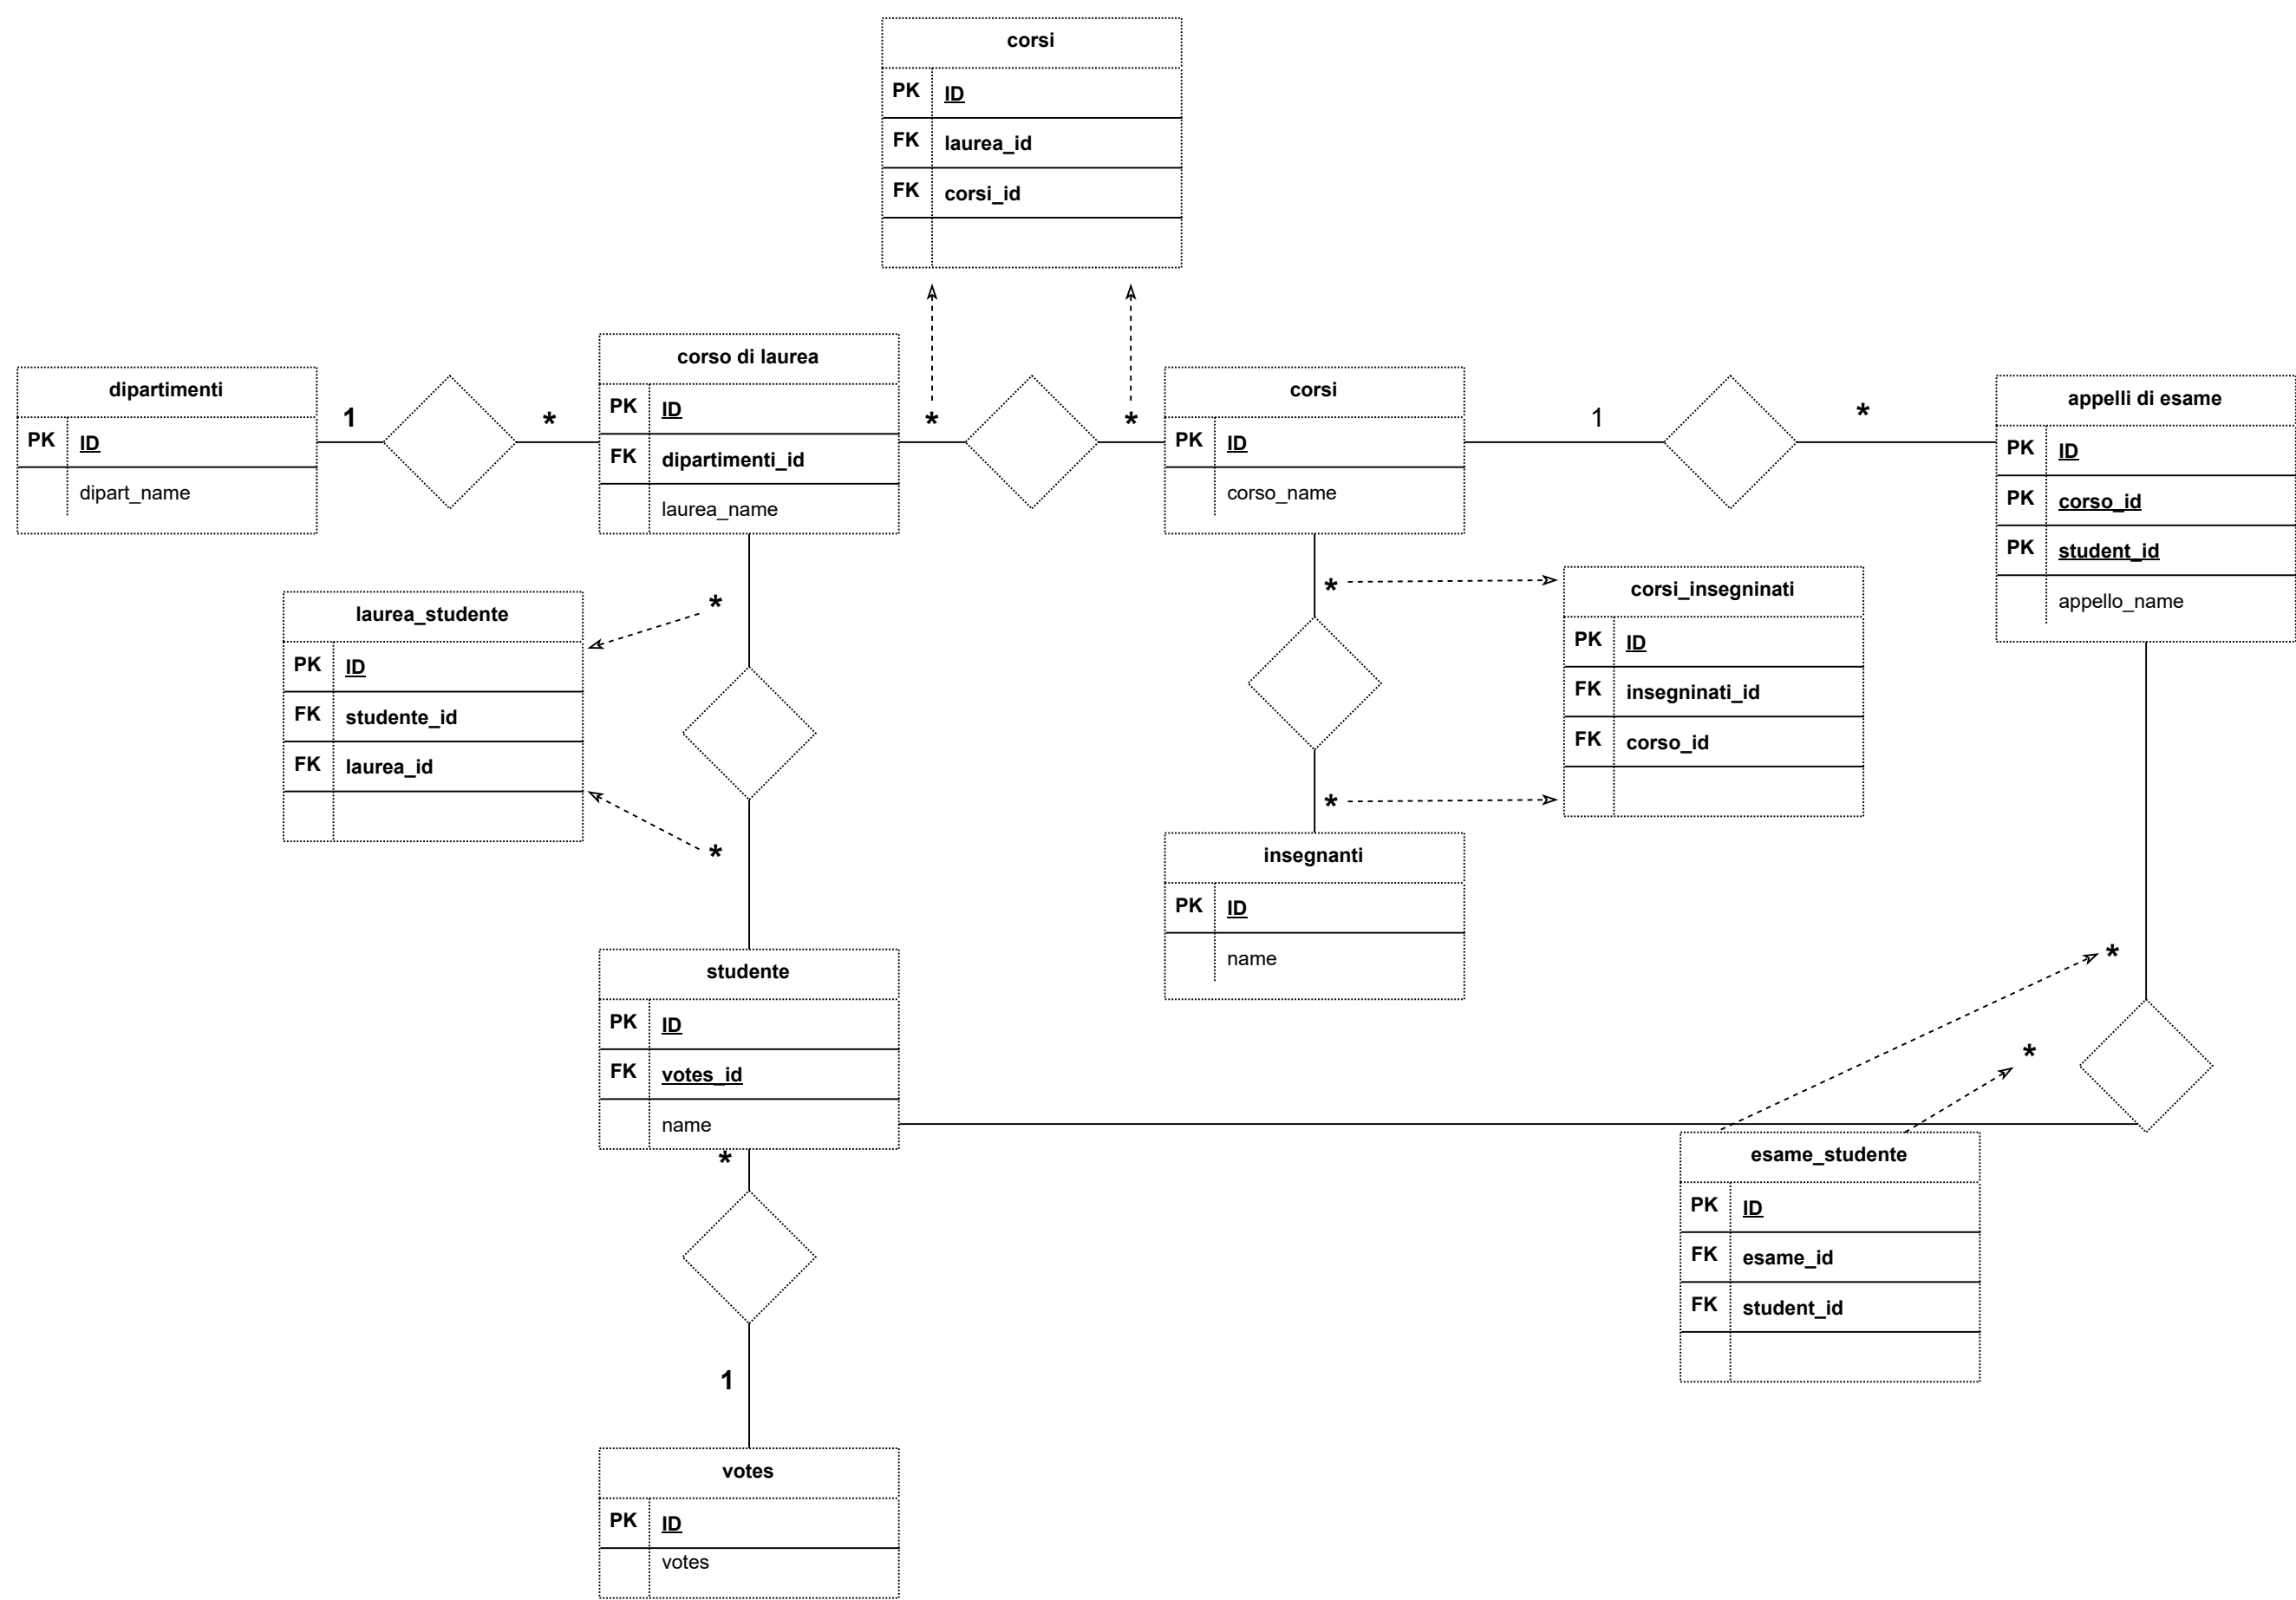 corsi
PK ID
FK laurea_id
FK corsi_id
dipartimenti
PK ID
dipart_name
1
*
corso di laurea
PK ID
FK dipartimenti_id
laurea_name
*
*
corsi
PK ID
corso_name
1
*
appelli di esame
PK ID
PK corso_id
PK student_id
appello_name
laurea_studente
PK ID
FK studente_id
FK laurea_id
*
*
*
*
corsi_insegninati
PK ID
FK insegninati_id
FK corso_id
insegnanti
PK ID
name
studente
PK ID
FK votes_id
name
*
*
*
esame_studente
PK ID
FK esame_id
FK student_id
1
votes
PK ID
votes